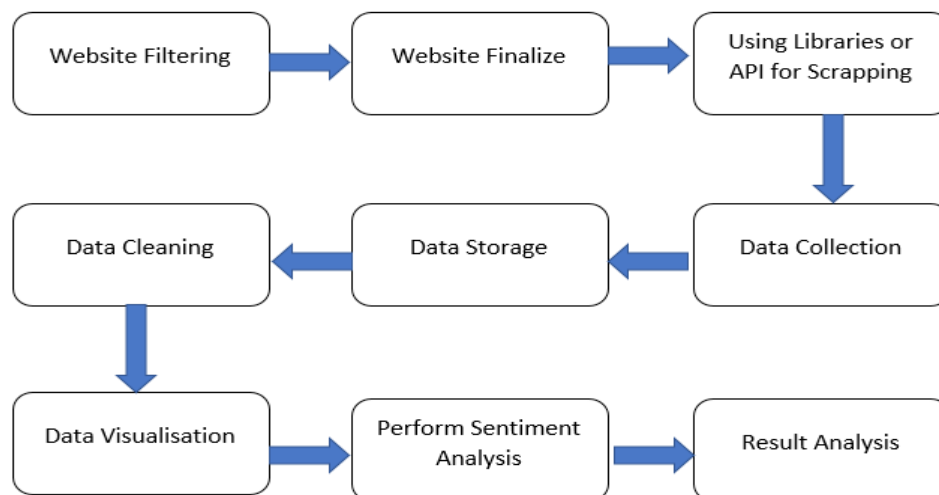 Website Filtering
Website Finalize
Using Libraries or
API for Scrapping
Data Collection
Data Storage
Data Cleaning
Data Visualisation
Perform Sentiment
Analysis
Result Analysis